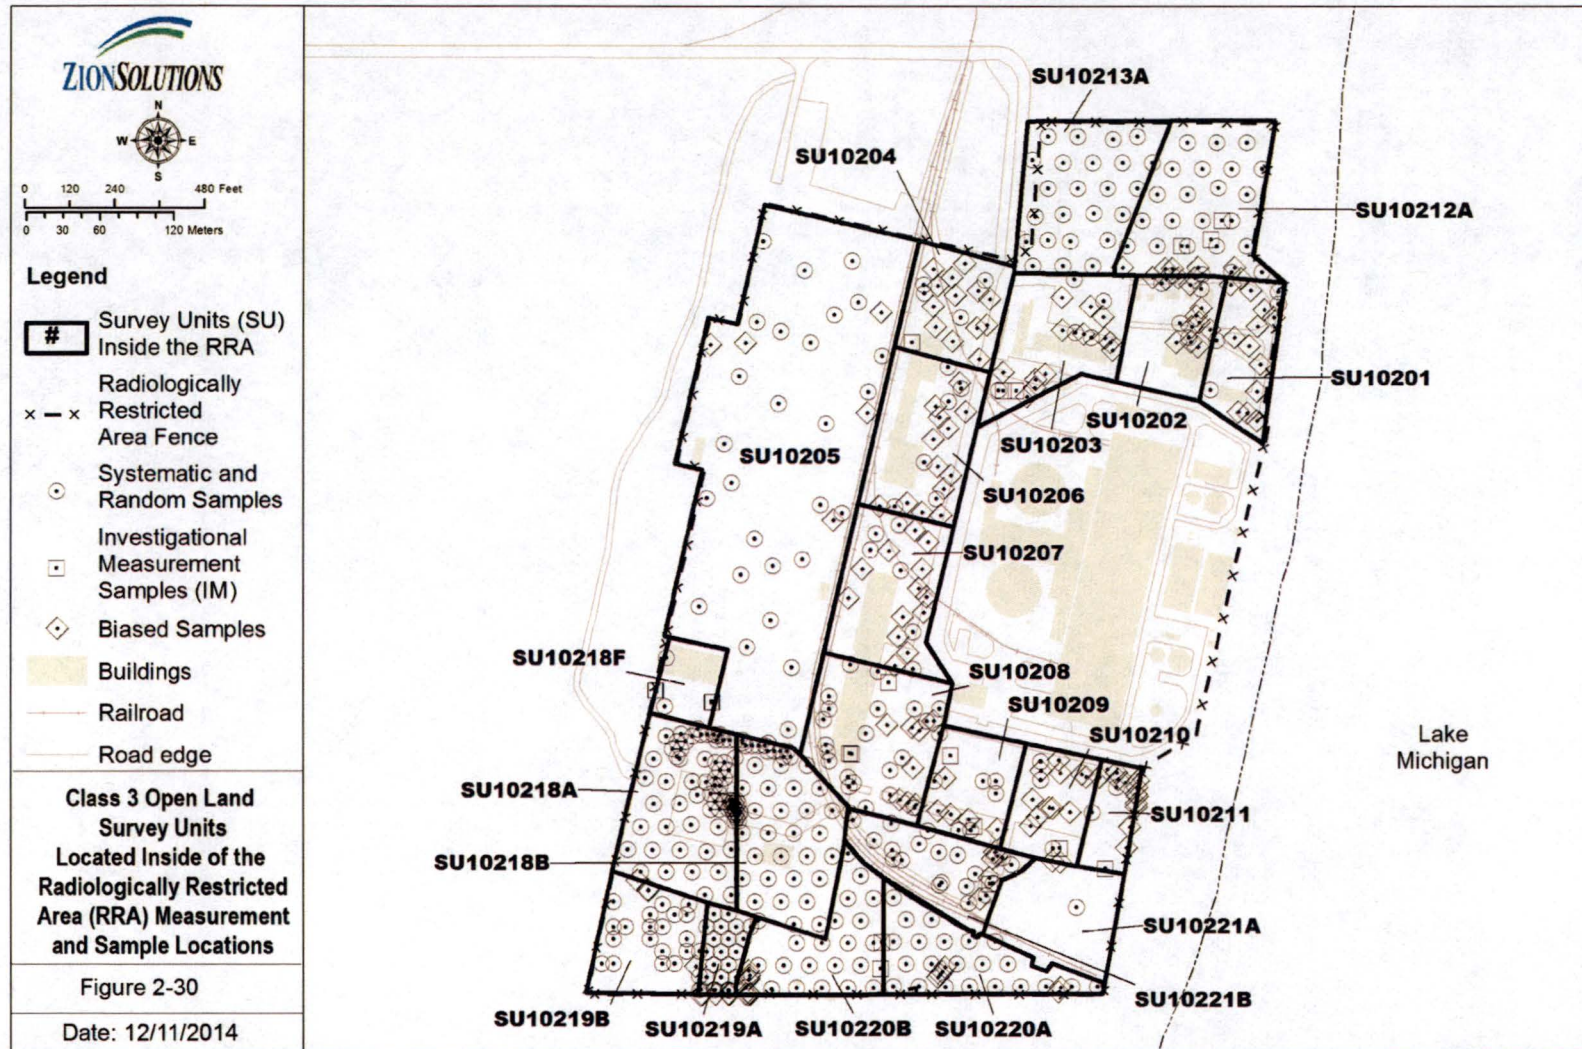 ZIONSOLUTIONS
N
W E
S
0 120 240 480 Feet
0 30 60 120 Meters
Legend
# Survey Units (SU)
Inside the RRA
Radiologically
Restricted
Area Fence
Systematic and
Random Samples
Investigational
Measurement
Samples (IM)
Biased Samples
Buildings
Railroad
Road edge
Class 3 Open Land
Survey Units
Located Inside of the
Radiologically Restricted
Area (RRA) Measurement
and Sample Locations
Figure 2-30
Date: 12/11/2014
SU10213A
SU10204
SU10212A
SU10201
SU10202
SU10203
SU10205
SU10206
SU10207
SU10218F
SU10208
SU10209
SU10210
Lake
Michigan
SU10218A
SU10211
SU10218B
SU10221A
SU10221B
SU10219B
SU10219A
SU10220B
SU10220A